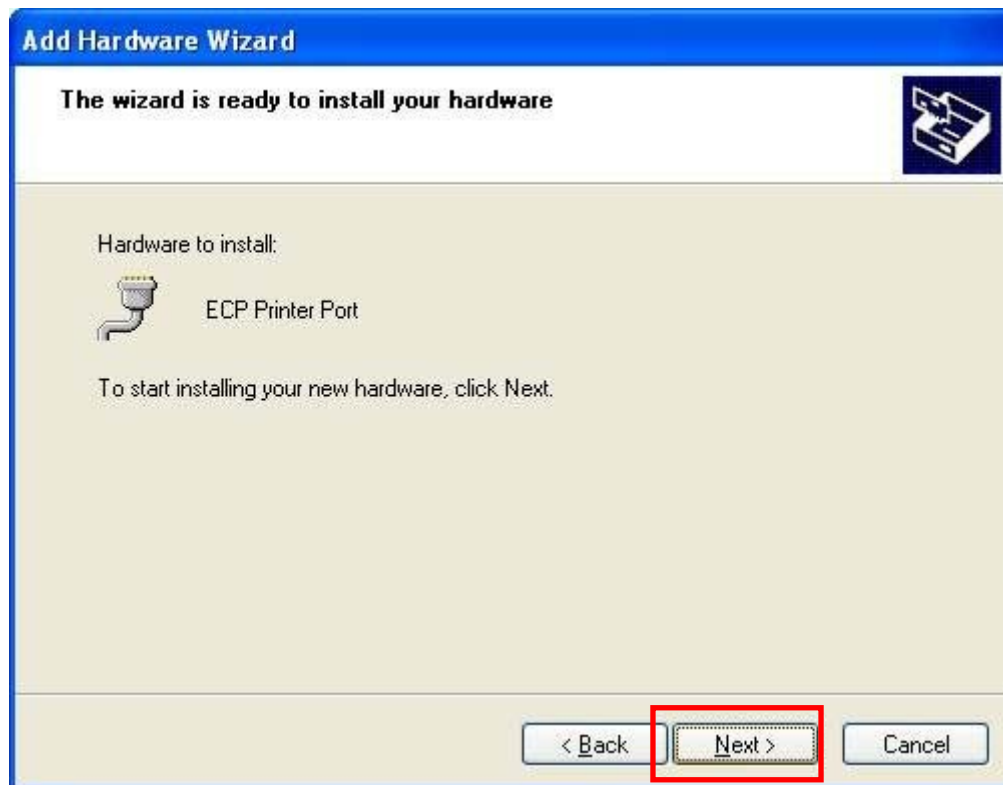 Add Hardware Wizard
The wizard is ready to install your hardware
Hardware to install:
ECP Printer Port
To start installing your new hardware, click Next.
< Back Next > Cancel